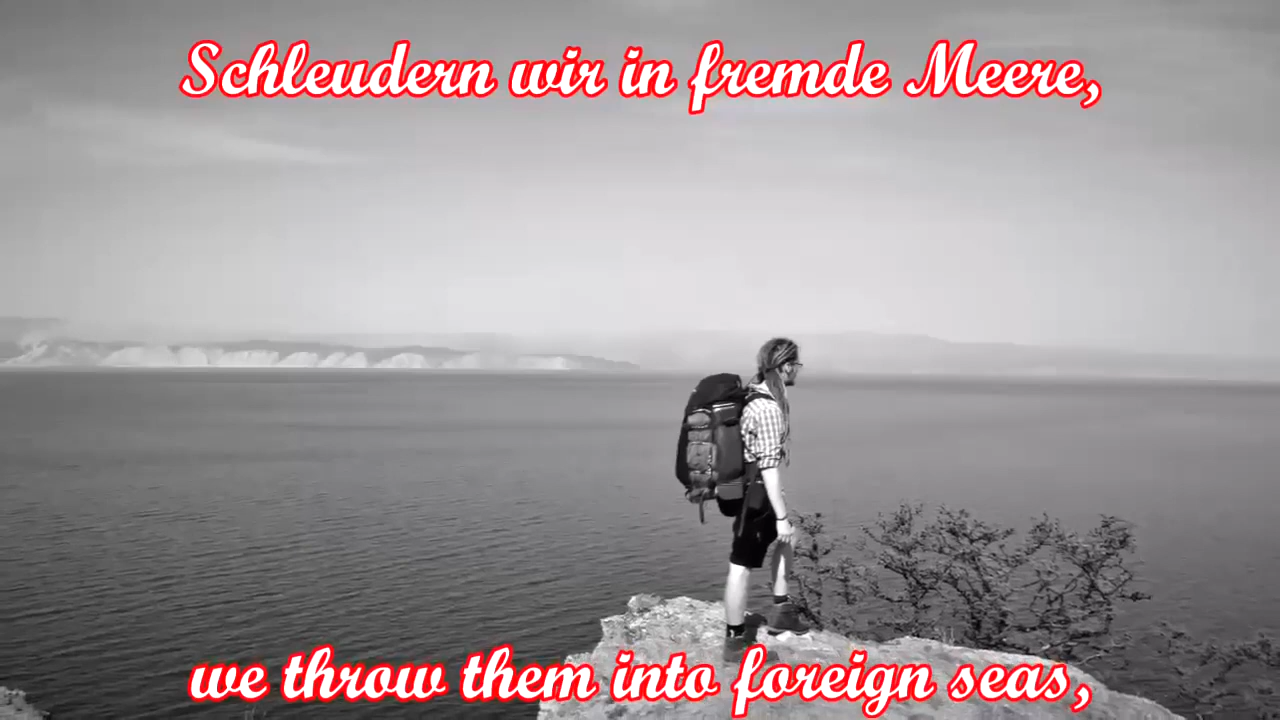 Schleudern wir in fremde Meere,
we throw them into foreign seas,